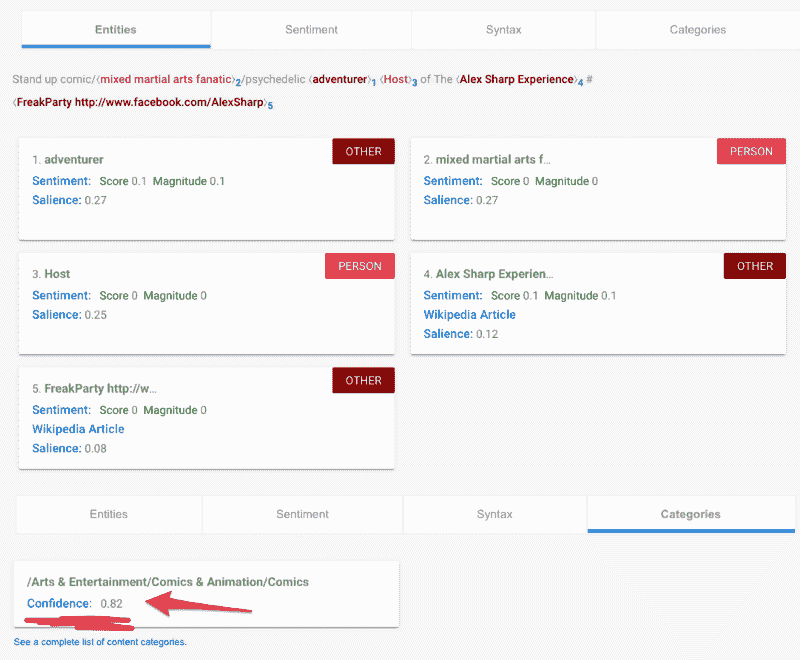 Entities Sentiment Syntax Categories
Stand up comic/⟨mixed martial arts fanatic⟩2/psychedelic ⟨adventurer⟩1 ⟨Host⟩3 of The ⟨Alex Sharp Experience⟩4 #
⟨FreakParty http://www.facebook.com/AlexSharp⟩5
OTHER
1. adventurer
Sentiment: Score 0.1 Magnitude 0.1
Salience: 0.27
PERSON
2. mixed martial arts f...
Sentiment: Score 0 Magnitude 0
Salience: 0.27
PERSON
3. Host
Sentiment: Score 0 Magnitude 0
Salience: 0.25
OTHER
4. Alex Sharp Experien...
Sentiment: Score 0.1 Magnitude 0.1
Wikipedia Article
Salience: 0.12
OTHER
5. FreakParty http://w...
Sentiment: Score 0 Magnitude 0
Wikipedia Article
Salience: 0.08
Entities Sentiment Syntax Categories
/Arts & Entertainment/Comics & Animation/Comics
Confidence: 0.82
See a complete list of content categories.